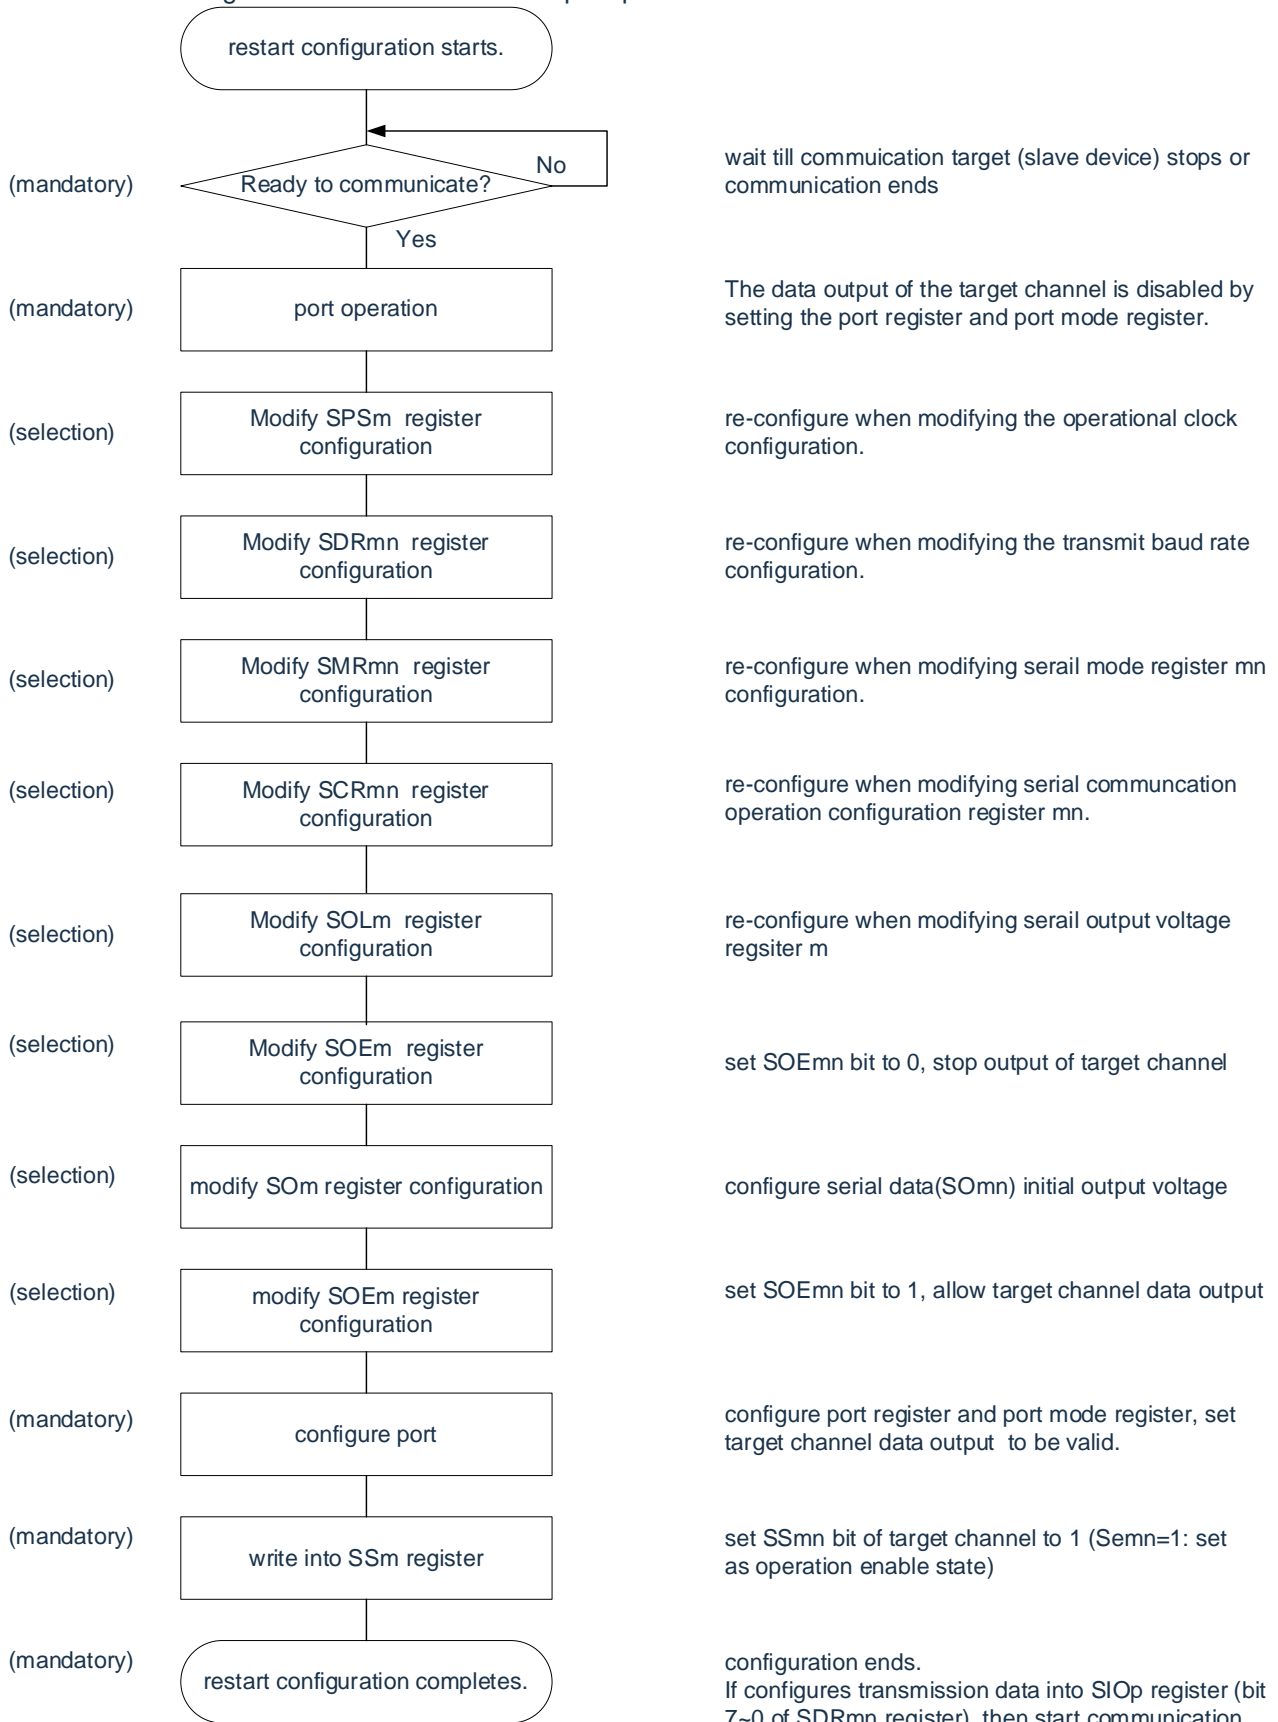 restart configuration starts.
(mandatory)
Ready to communicate?
No
wait till commuication target (slave device) stops or
communication ends
Yes
(mandatory)
port operation
The data output of the target channel is disabled by
setting the port register and port mode register.
(selection)
Modify SPSm register
configuration
re-configure when modifying the operational clock
configuration.
(selection)
Modify SDRmn register
configuration
re-configure when modifying the transmit baud rate
configuration.
(selection)
Modify SMRmn register
configuration
re-configure when modifying serail mode register mn
configuration.
(selection)
Modify SCRmn register
configuration
re-configure when modifying serial communcation
operation configuration register mn.
(selection)
Modify SOLm register
configuration
re-configure when modifying serail output voltage
regsiter m
(selection)
Modify SOEm register
configuration
set SOEmn bit to 0, stop output of target channel
(selection)
modify SOm register configuration
configure serial data(SOmn) initial output voltage
(selection)
modify SOEm register
configuration
set SOEmn bit to 1, allow target channel data output
(mandatory)
configure port
configure port register and port mode register, set
target channel data output to be valid.
(mandatory)
write into SSm register
set SSmn bit of target channel to 1 (Semn=1: set
as operation enable state)
(mandatory)
restart configuration completes.
configuration ends.
If configures transmission data into SIOp register (bit
7~0 of SDRmn register), then start communication